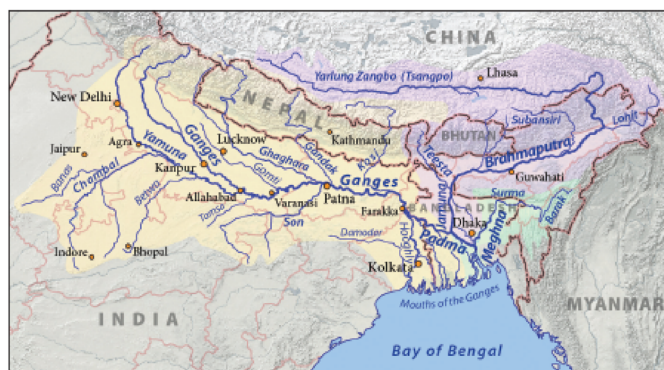 CHINA
Yarlung Zangbo (Tsangpo)
Lhasa
New Delhi
NEPAL
Subansiri
Lohit
BHUTAN
Agra
Yamuna
Ganges
Lucknow
Kathmandu
Jaipur
Ghaghara
Gandak
Kosi
Teesta
Brahmaputra
Banas
Chambal
Kanpur
Gomti
Ganges
Guwahati
Betwa
Allahabad
Varanasi
Patna
Jamuna
Surma
Tamsa
Son
Farakka
BANGLADESH
Barak
Dhaka
Indore
Bhopal
Damodar
Hooghly
Padma
Meghna
Kolkata
Mouths of the Ganges
INDIA
MYANMAR
Bay of Bengal